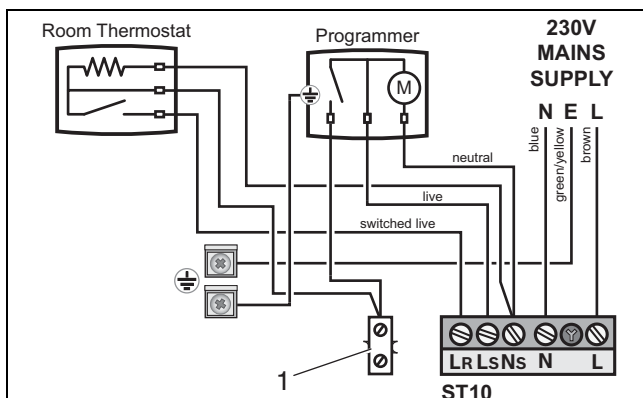 Room Thermostat
Programmer
M
230V
MAINS
SUPPLY
N E L
blue
green/yellow
brown
neutral
live
switched live
1
LR LS NS N L
ST10